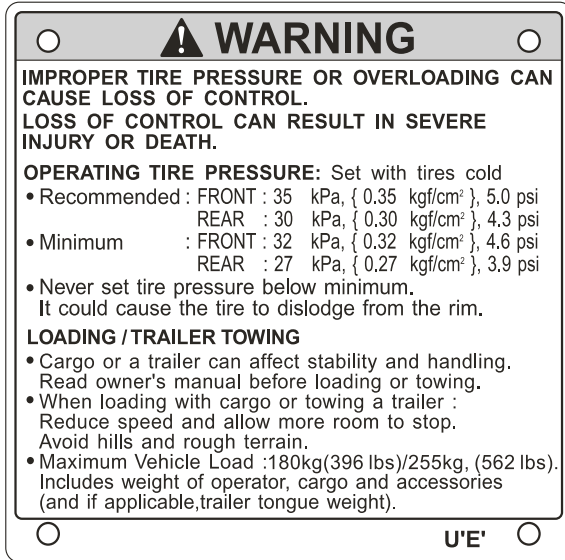 WARNING
IMPROPER TIRE PRESSURE OR OVERLOADING CAN
CAUSE LOSS OF CONTROL.
LOSS OF CONTROL CAN RESULT IN SEVERE
INJURY OR DEATH.
OPERATING TIRE PRESSURE: Set with tires cold
• Recommended : FRONT : 35 kPa, { 0.35 kgf/cm² }, 5.0 psi
REAR : 30 kPa, { 0.30 kgf/cm² }, 4.3 psi
• Minimum : FRONT : 32 kPa, { 0.32 kgf/cm² }, 4.6 psi
REAR : 27 kPa, { 0.27 kgf/cm² }, 3.9 psi
• Never set tire pressure below minimum.
It could cause the tire to dislodge from the rim.
LOADING / TRAILER TOWING
• Cargo or a trailer can affect stability and handling.
Read owner's manual before loading or towing.
• When loading with cargo or towing a trailer :
Reduce speed and allow more room to stop.
Avoid hills and rough terrain.
• Maximum Vehicle Load :180kg(396 lbs)/255kg, (562 lbs).
Includes weight of operator, cargo and accessories
(and if applicable,trailer tongue weight).
U'E'